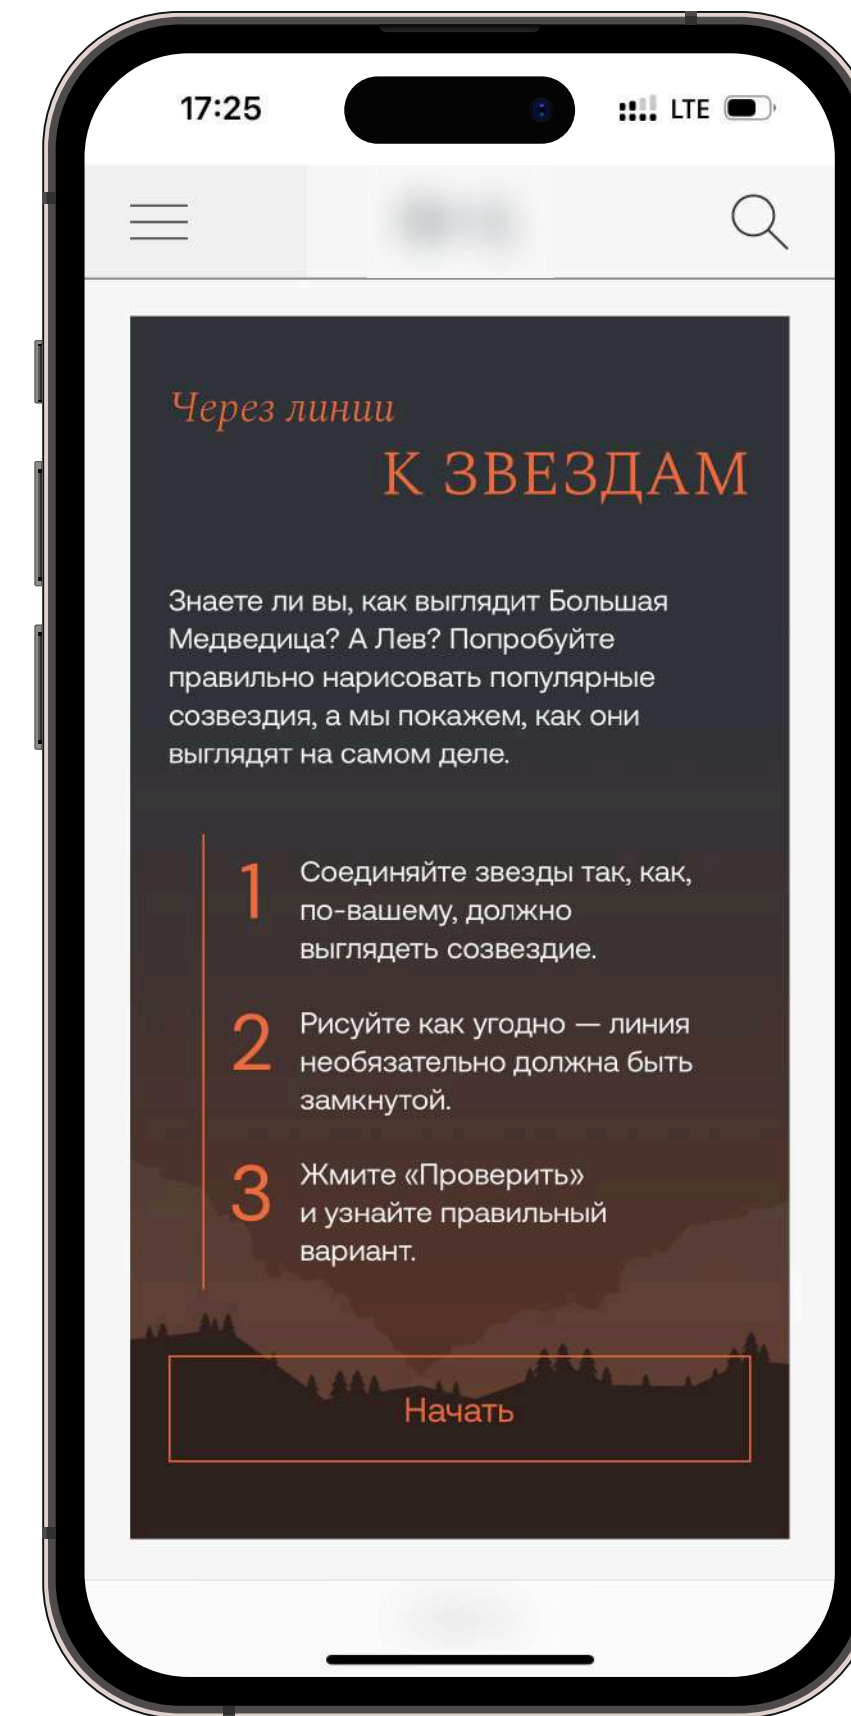 17:25
LTE
Через линии
К ЗВЕЗДАМ
Знаете ли вы, как выглядит Большая
Медведица? А Лев? Попробуйте
правильно нарисовать популярные
созвездия, а мы покажем, как они
выглядят на самом деле.
1 Соединяйте звезды так, как,
по-вашему, должно
выглядеть созвездие.
2 Рисуйте как угодно — линия
необязательно должна быть
замкнутой.
3 Жмите «Проверить»
и узнайте правильный
вариант.
Начать